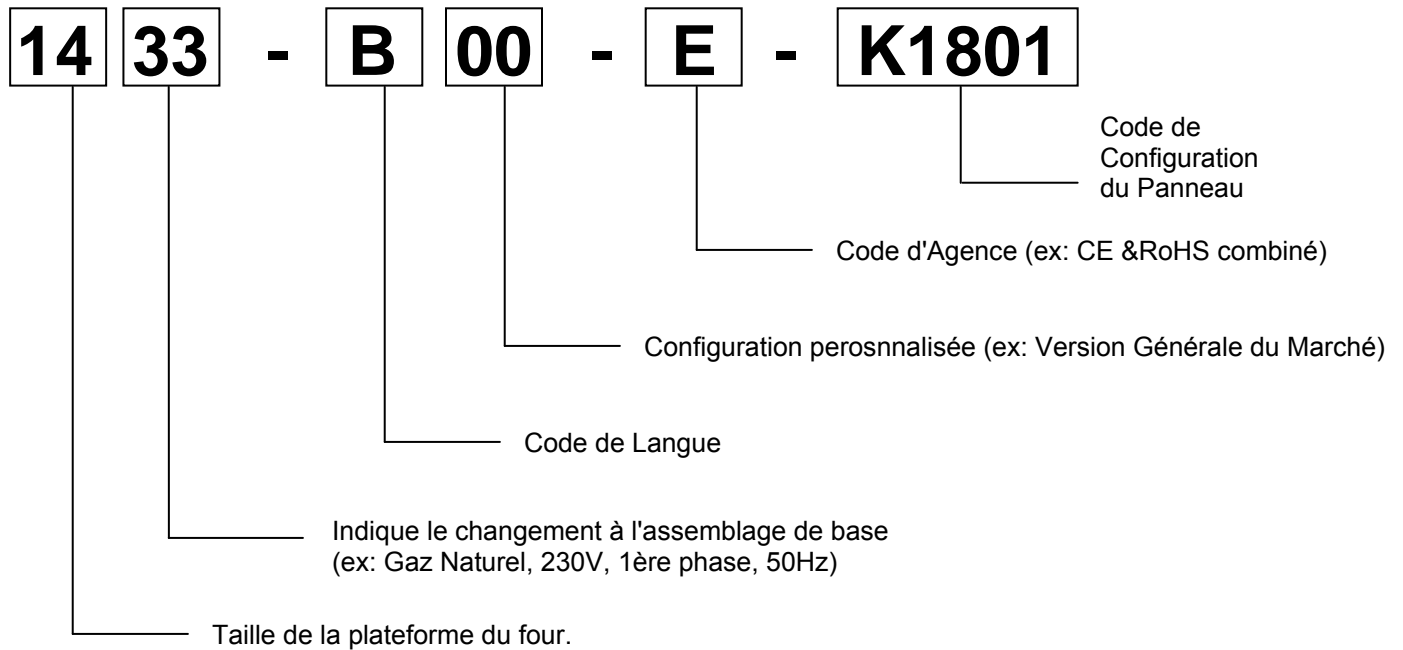 14 33 - B 00 - E - K1801
Code de
Configuration
du Panneau
Code d'Agence (ex: CE &RoHS combiné)
Configuration perosnnalisée (ex: Version Générale du Marché)
Code de Langue
Indique le changement à l'assemblage de base
(ex: Gaz Naturel, 230V, 1ère phase, 50Hz)
Taille de la plateforme du four.